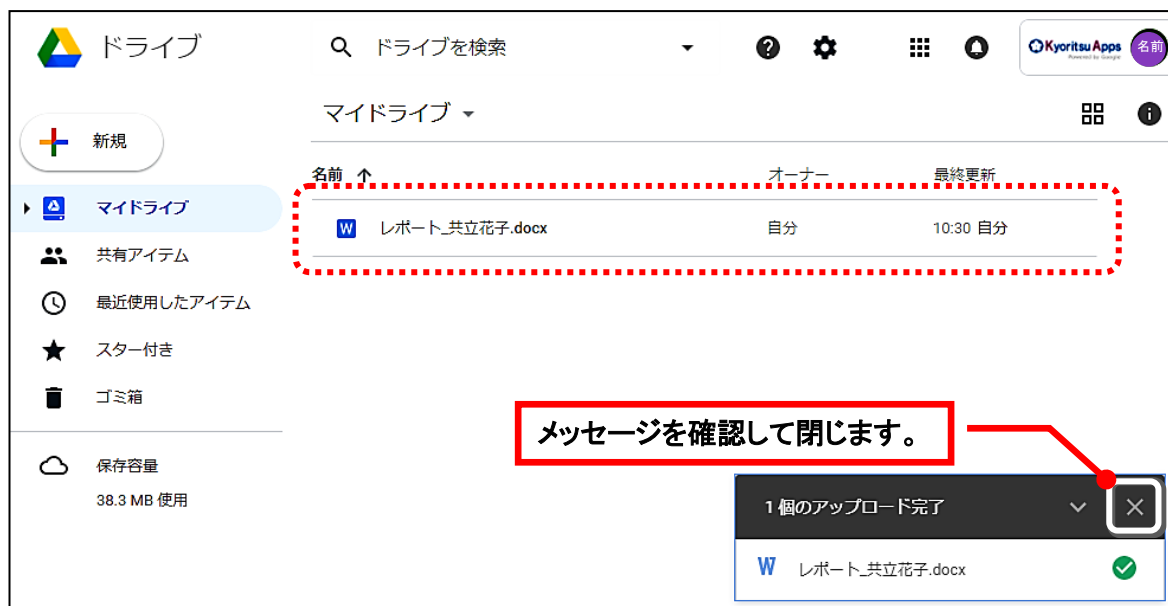 ドライブ
ドライブを検索
Kyoritsu Apps
Powered by Google
名前
新規
マイドライブ
名前
オーナー
最終更新
マイドライブ
レポート_共立花子.docx
自分
10:30 自分
共有アイテム
最近使用したアイテム
スター付き
ゴミ箱
メッセージを確認して閉じます。
保存容量
38.3 MB 使用
1 個のアップロード完了
レポート_共立花子.docx